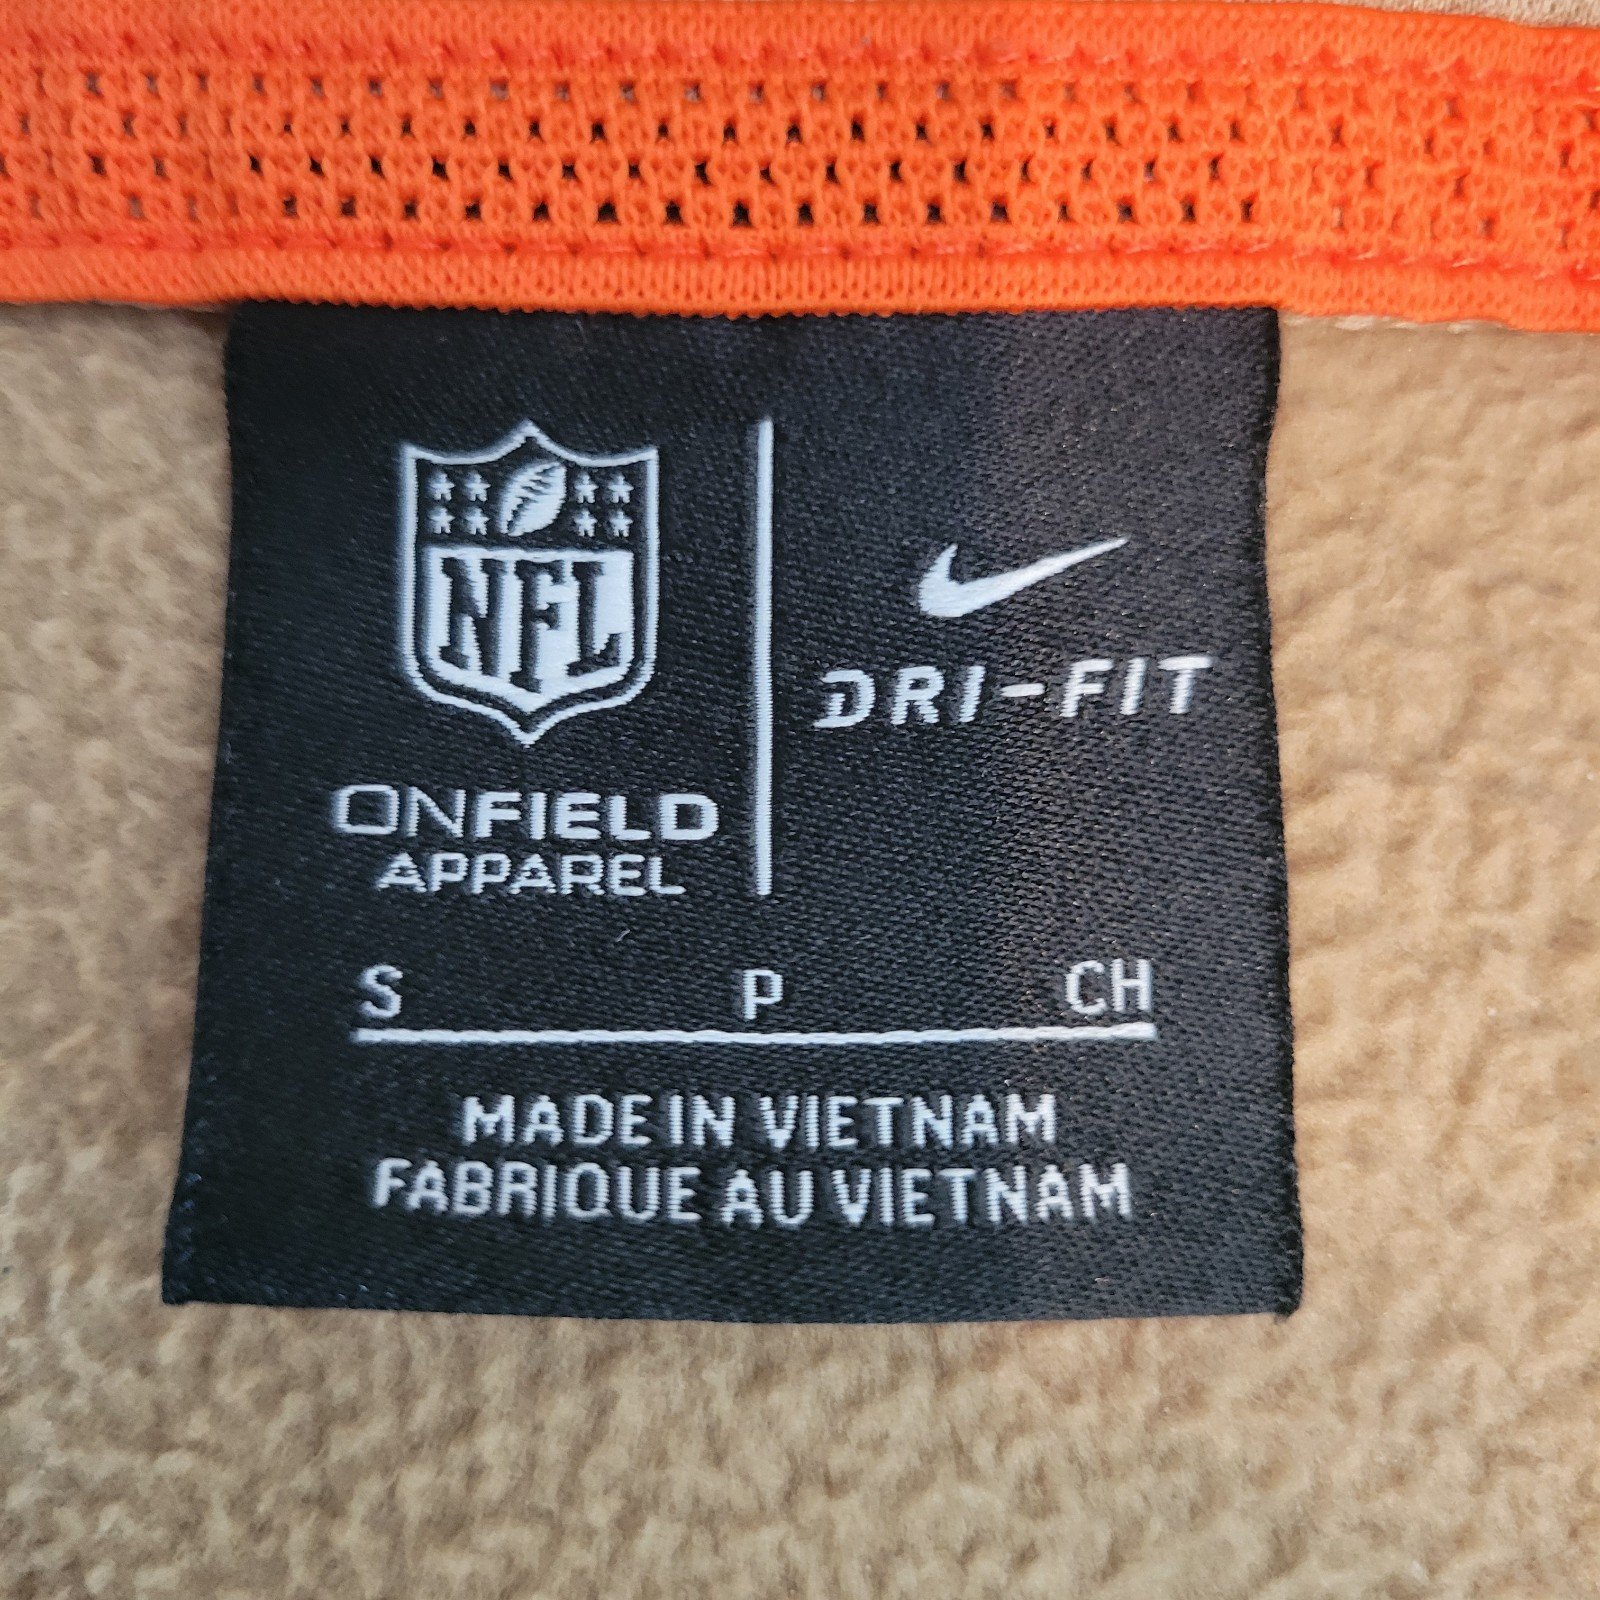 NFL
ONFIELD
APPAREL
DRI-FIT
S P CH
MADE IN VIETNAM
FABRIQUE AU VIETNAM